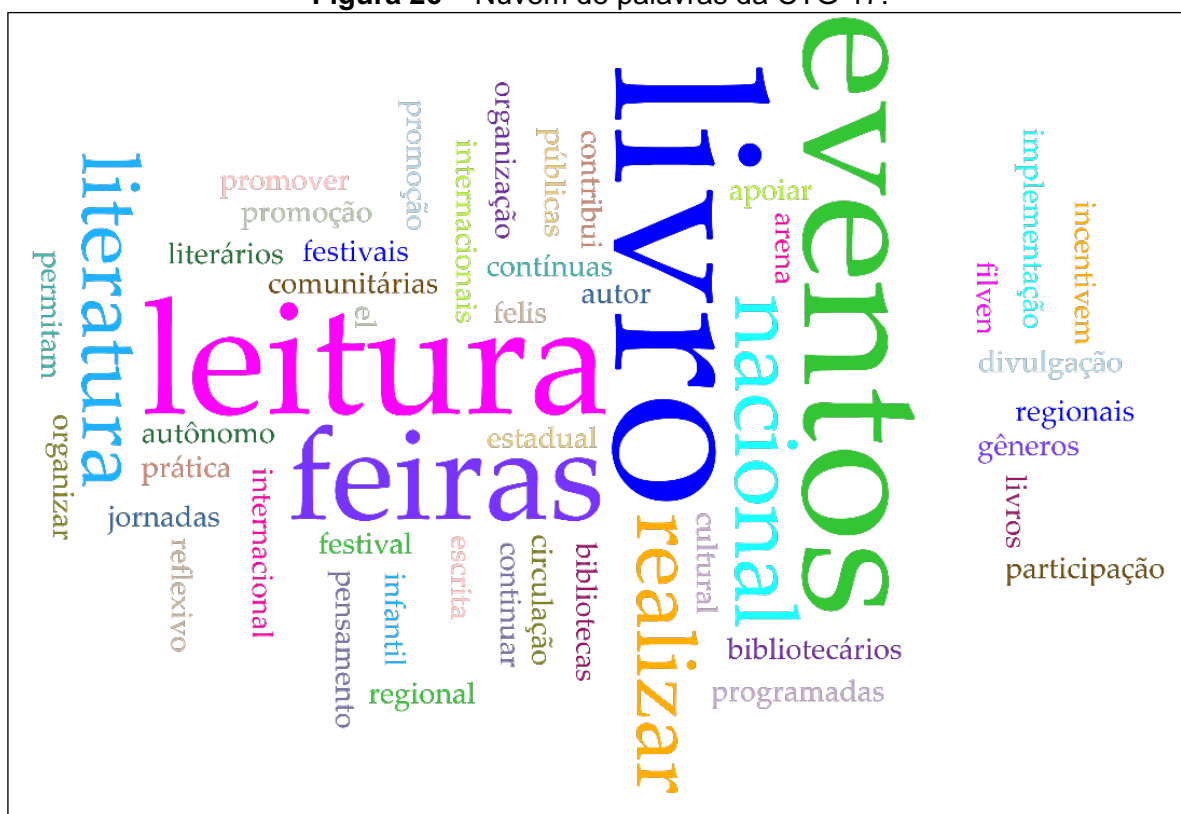 Figura 26 – Nuvem de palavras da CTG 17.
eventos
livro
literatura
promoção
organização
internacionais
públicas
contribui
implementação
promover
apoiar
promoção
arena
incentivem
literários
festivais
permitam
contínuas
filven
comunitárias
autor
nacional
el
felis
leitura
divulgação
regionais
organizar
autônomo
estadual
feiras
gêneros
prática
internacional
livros
jornadas
realizar
cultural
reflexivo
festival
escrita
continuar
circulação
bibliotecas
participação
pensamento
infantil
bibliotecários
regional
programadas